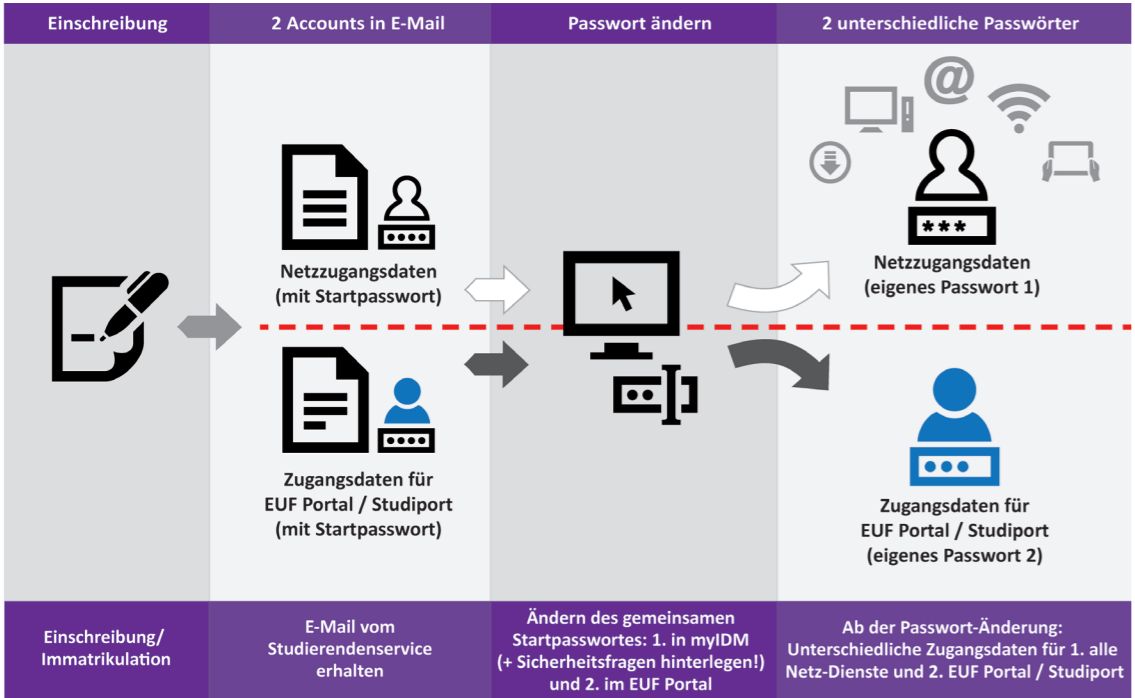 Einschreibung
2 Accounts in E-Mail
Passwort ändern
2 unterschiedliche Passwörter
@
***
Netzzugangsdaten
(mit Startpasswort)
Netzzugangsdaten
(eigenes Passwort 1)
Zugangsdaten für
EUF Portal / Studiport
(mit Startpasswort)
Zugangsdaten für
EUF Portal / Studiport
(eigenes Passwort 2)
Einschreibung/
Immatrikulation
E-Mail vom
Studierendenservice
erhalten
Ändern des gemeinsamen
Startpasswortes: 1. in myIDM
(+ Sicherheitsfragen hinterlegen!)
und 2. im EUF Portal
Ab der Passwort-Änderung:
Unterschiedliche Zugangsdaten für 1. alle
Netz-Dienste und 2. EUF Portal / Studiport